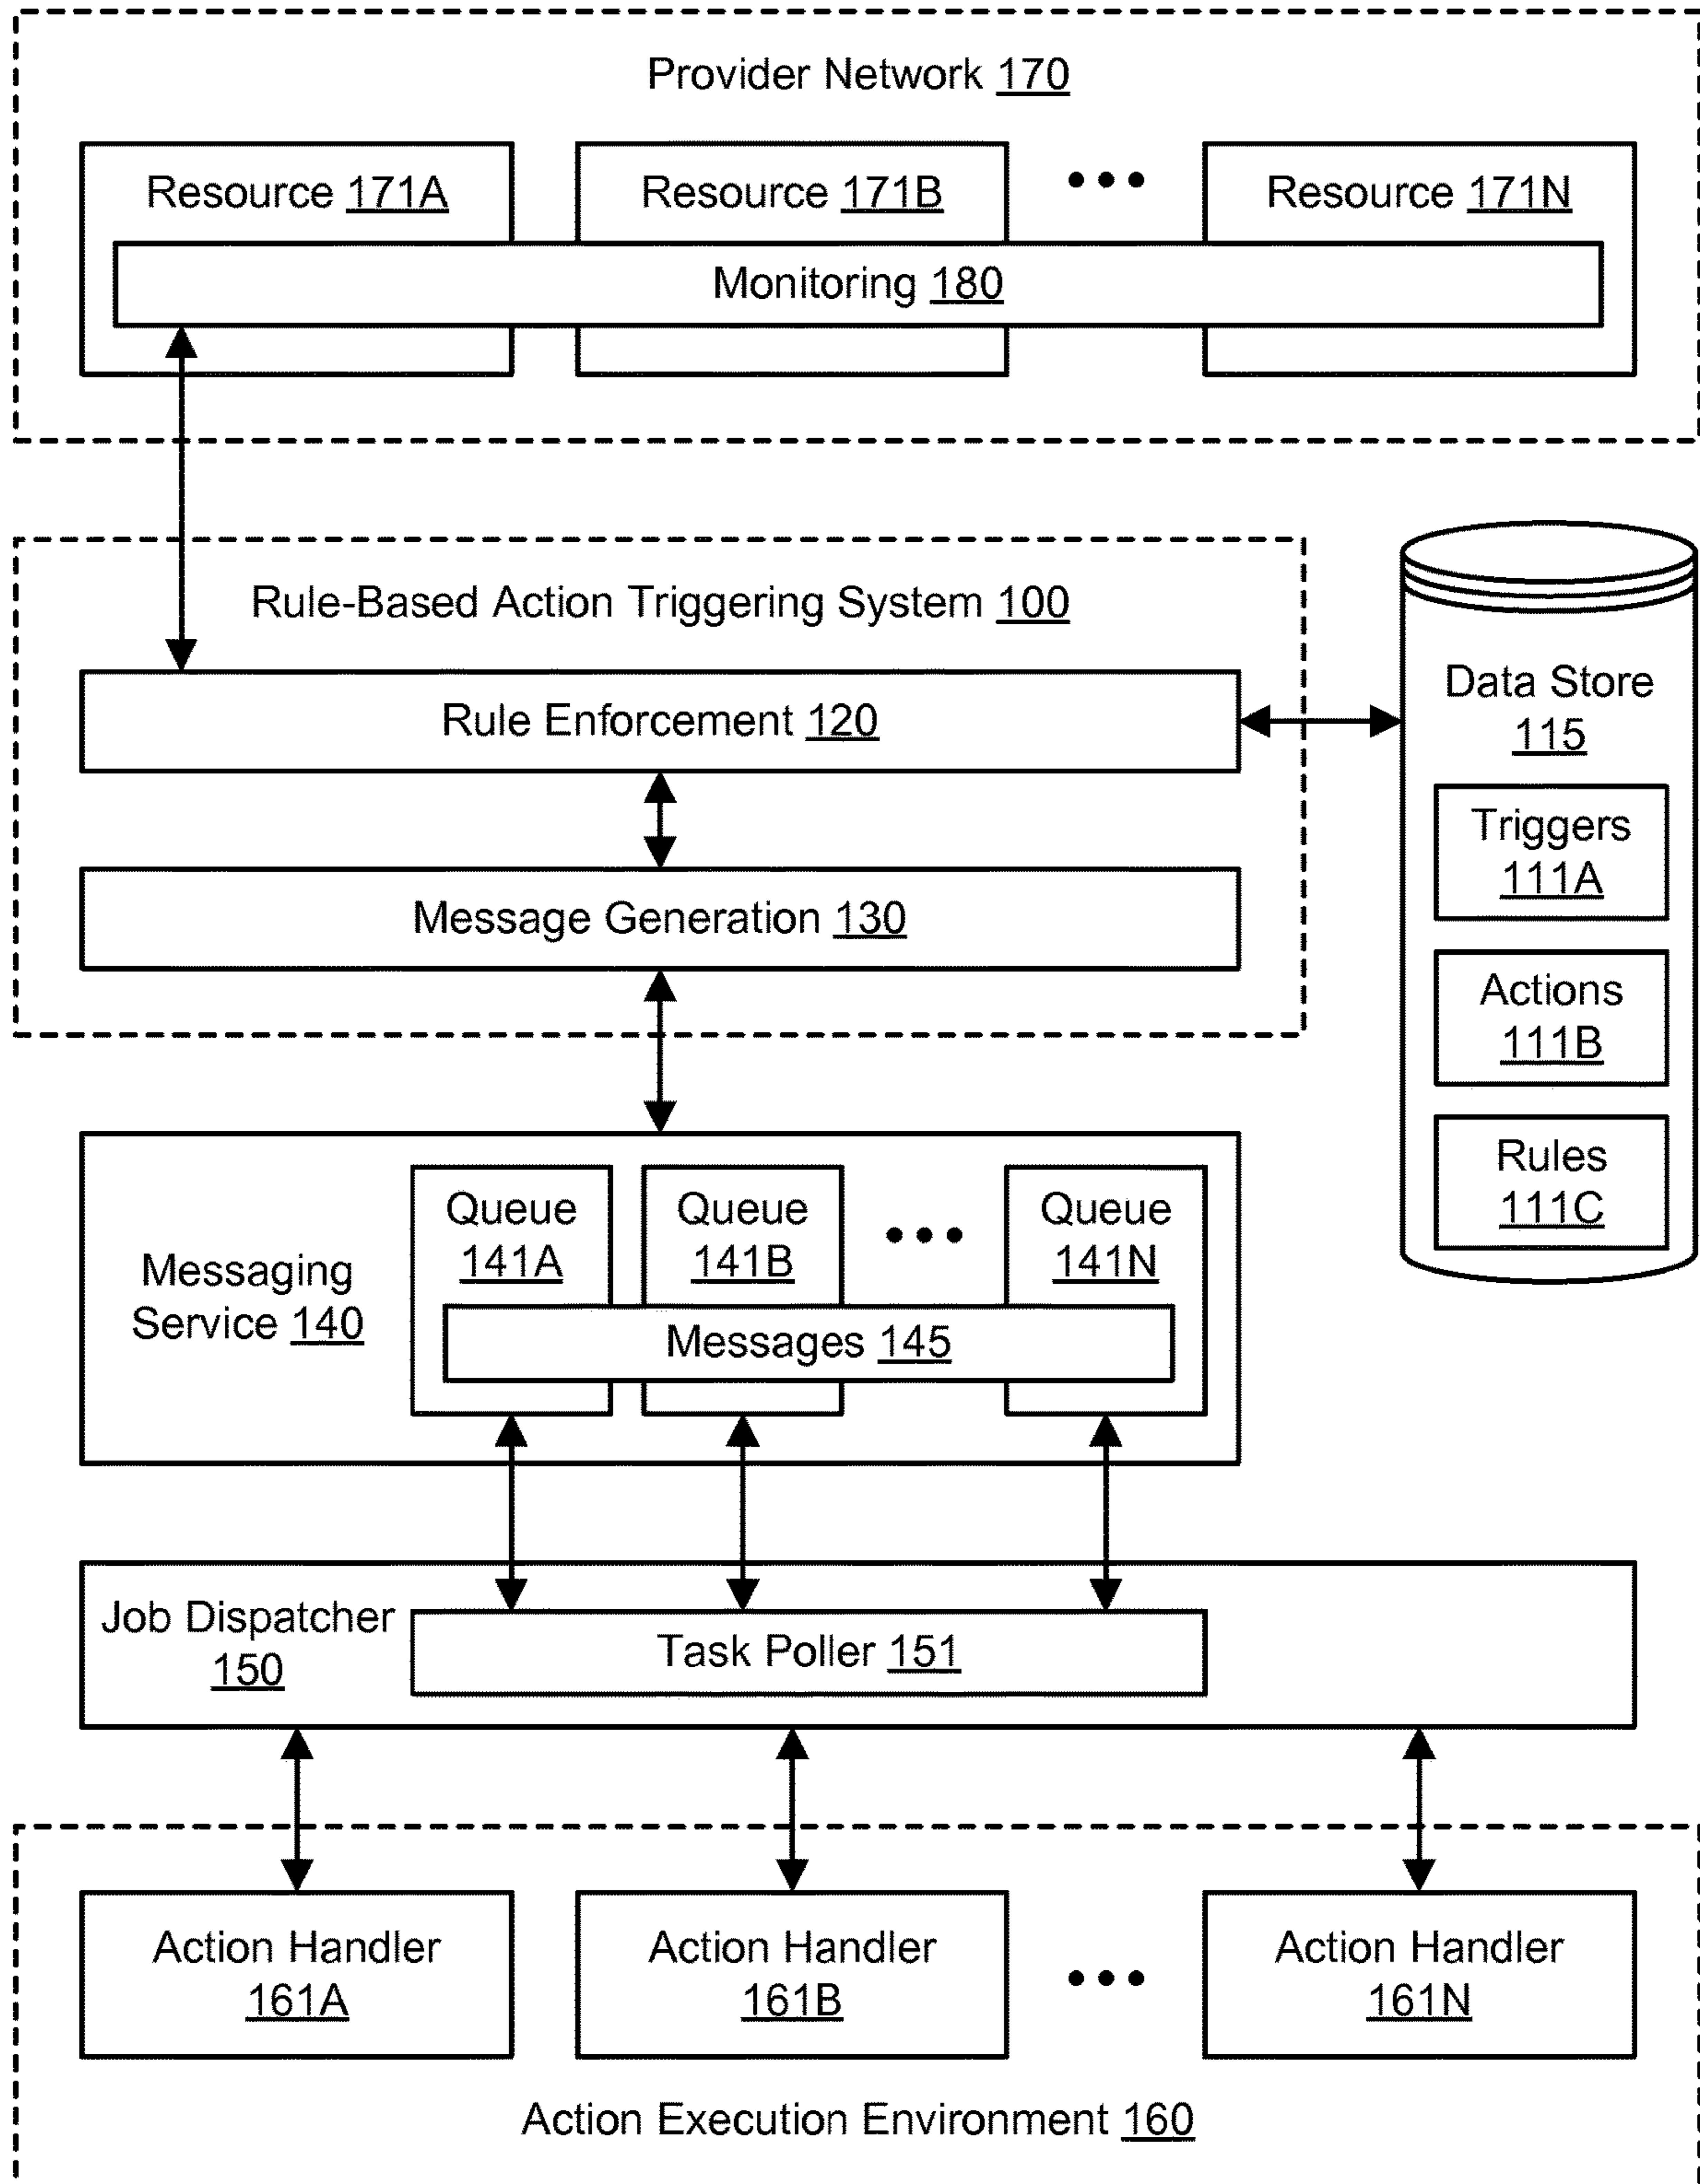 Provider Network 170
Resource 171A
Resource 171B
Resource 171N
Monitoring 180
Rule-Based Action Triggering System 100
Rule Enforcement 120
Message Generation 130
Data Store
115
Triggers
111A
Actions
111B
Rules
111C
Messaging
Service 140
Queue
141A
Queue
141B
Queue
141N
Messages 145
Job Dispatcher
150
Task Poller 151
Action Handler
161A
Action Handler
161B
Action Handler
161N
Action Execution Environment 160